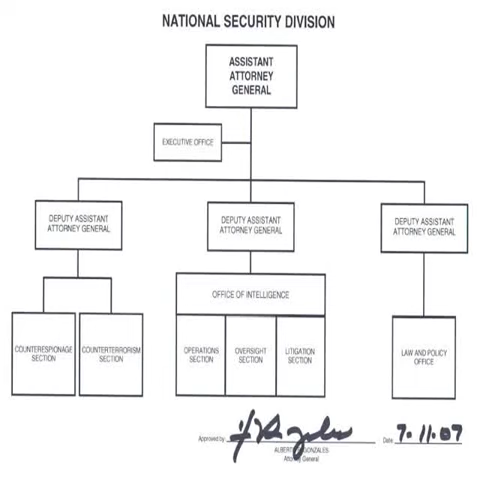 NATIONAL SECURITY DIVISION
ASSISTANT
ATTORNEY
GENERAL
EXECUTIVE OFFICE
DEPUTY ASSISTANT
ATTORNEY GENERAL
DEPUTY ASSISTANT
ATTORNEY GENERAL
DEPUTY ASSISTANT
ATTORNEY GENERAL
OFFICE OF INTELLIGENCE
COUNTERESPIONAGE
SECTION
COUNTERTERRORISM
SECTION
OPERATIONS
SECTION
OVERSIGHT
SECTION
LITIGATION
SECTION
LAW AND POLICY
OFFICE
Approved by:
Date: 7.11.07
ALBERTO GONZALES
Attorney General